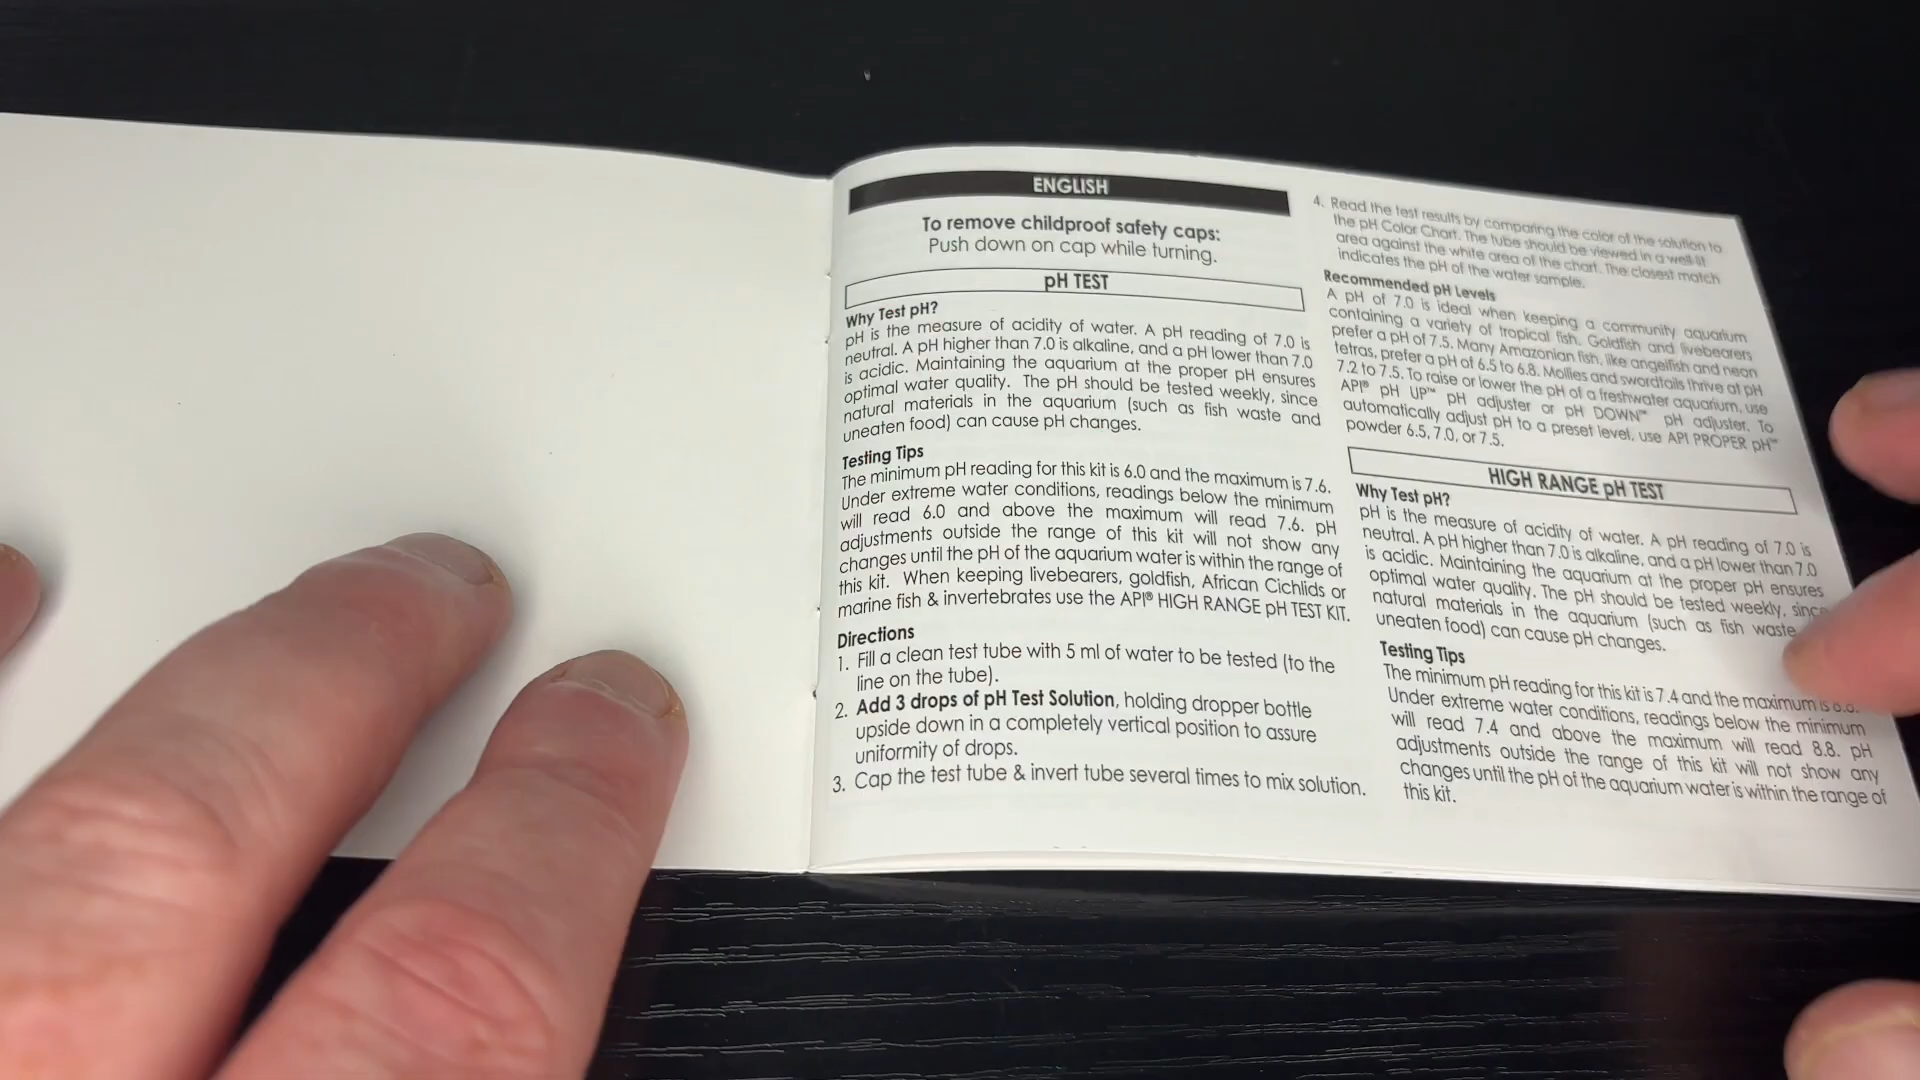 ENGLISH
To remove childproof safety caps:
Push down on cap while turning.
pH TEST
Why Test pH?
pH is the measure of acidity of water. A pH reading of 7.0 is
neutral. A pH higher than 7.0 is alkaline, and a pH lower than 7.0
is acidic. Maintaining the aquarium at the proper pH ensures
optimal water quality. The pH should be tested weekly, since
natural materials in the aquarium (such as fish waste and
uneaten food) can cause pH changes.
Testing Tips
The minimum pH reading for this kit is 6.0 and the maximum is 7.6.
Under extreme water conditions, readings below the minimum
will read 6.0 and above the maximum will read 7.6. pH
adjustments outside the range of this kit will not show any
changes until the pH of the aquarium water is within the range of
this kit. When keeping livebearers, goldfish, African Cichlids or
marine fish & invertebrates use the API® HIGH RANGE pH TEST KIT.
Directions
1. Fill a clean test tube with 5 ml of water to be tested (to the
line on the tube).
2. Add 3 drops of pH Test Solution, holding dropper bottle
upside down in a completely vertical position to assure
uniformity of drops.
3. Cap the test tube & invert tube several times to mix solution.
4. Read the test results by comparing the color of the solution to
the pH Color Chart. The tube should be viewed in a well-lit
area against the white area of the chart. The closest match
indicates the pH of the water sample.
Recommended pH Levels
A pH of 7.0 is ideal when keeping a community aquarium
containing a variety of tropical fish. Goldfish and livebearers
prefer a pH of 7.5. Many Amazonian fish, like angelfish and neon
tetras, prefer a pH of 6.5 to 6.8. Mollies and swordtails thrive at pH
7.2 to 7.5. To raise or lower the pH of a freshwater aquarium, use
API® pH UP™ pH adjuster or pH DOWN™ pH adjuster. To
automatically adjust pH to a preset level, use API PROPER pH™
powder 6.5, 7.0, or 7.5.
HIGH RANGE pH TEST
Why Test pH?
pH is the measure of acidity of water. A pH reading of 7.0 is
neutral. A pH higher than 7.0 is alkaline, and a pH lower than 7.0
is acidic. Maintaining the aquarium at the proper pH ensures
optimal water quality. The pH should be tested weekly, since
natural materials in the aquarium (such as fish waste
uneaten food) can cause pH changes.
Testing Tips
The minimum pH reading for this kit is 7.4 and the maximum is
Under extreme water conditions, readings below the minimum
will read 7.4 and above the maximum will read 8.8. pH
adjustments outside the range of this kit will not show any
changes until the pH of the aquarium water is within the range of
this kit.